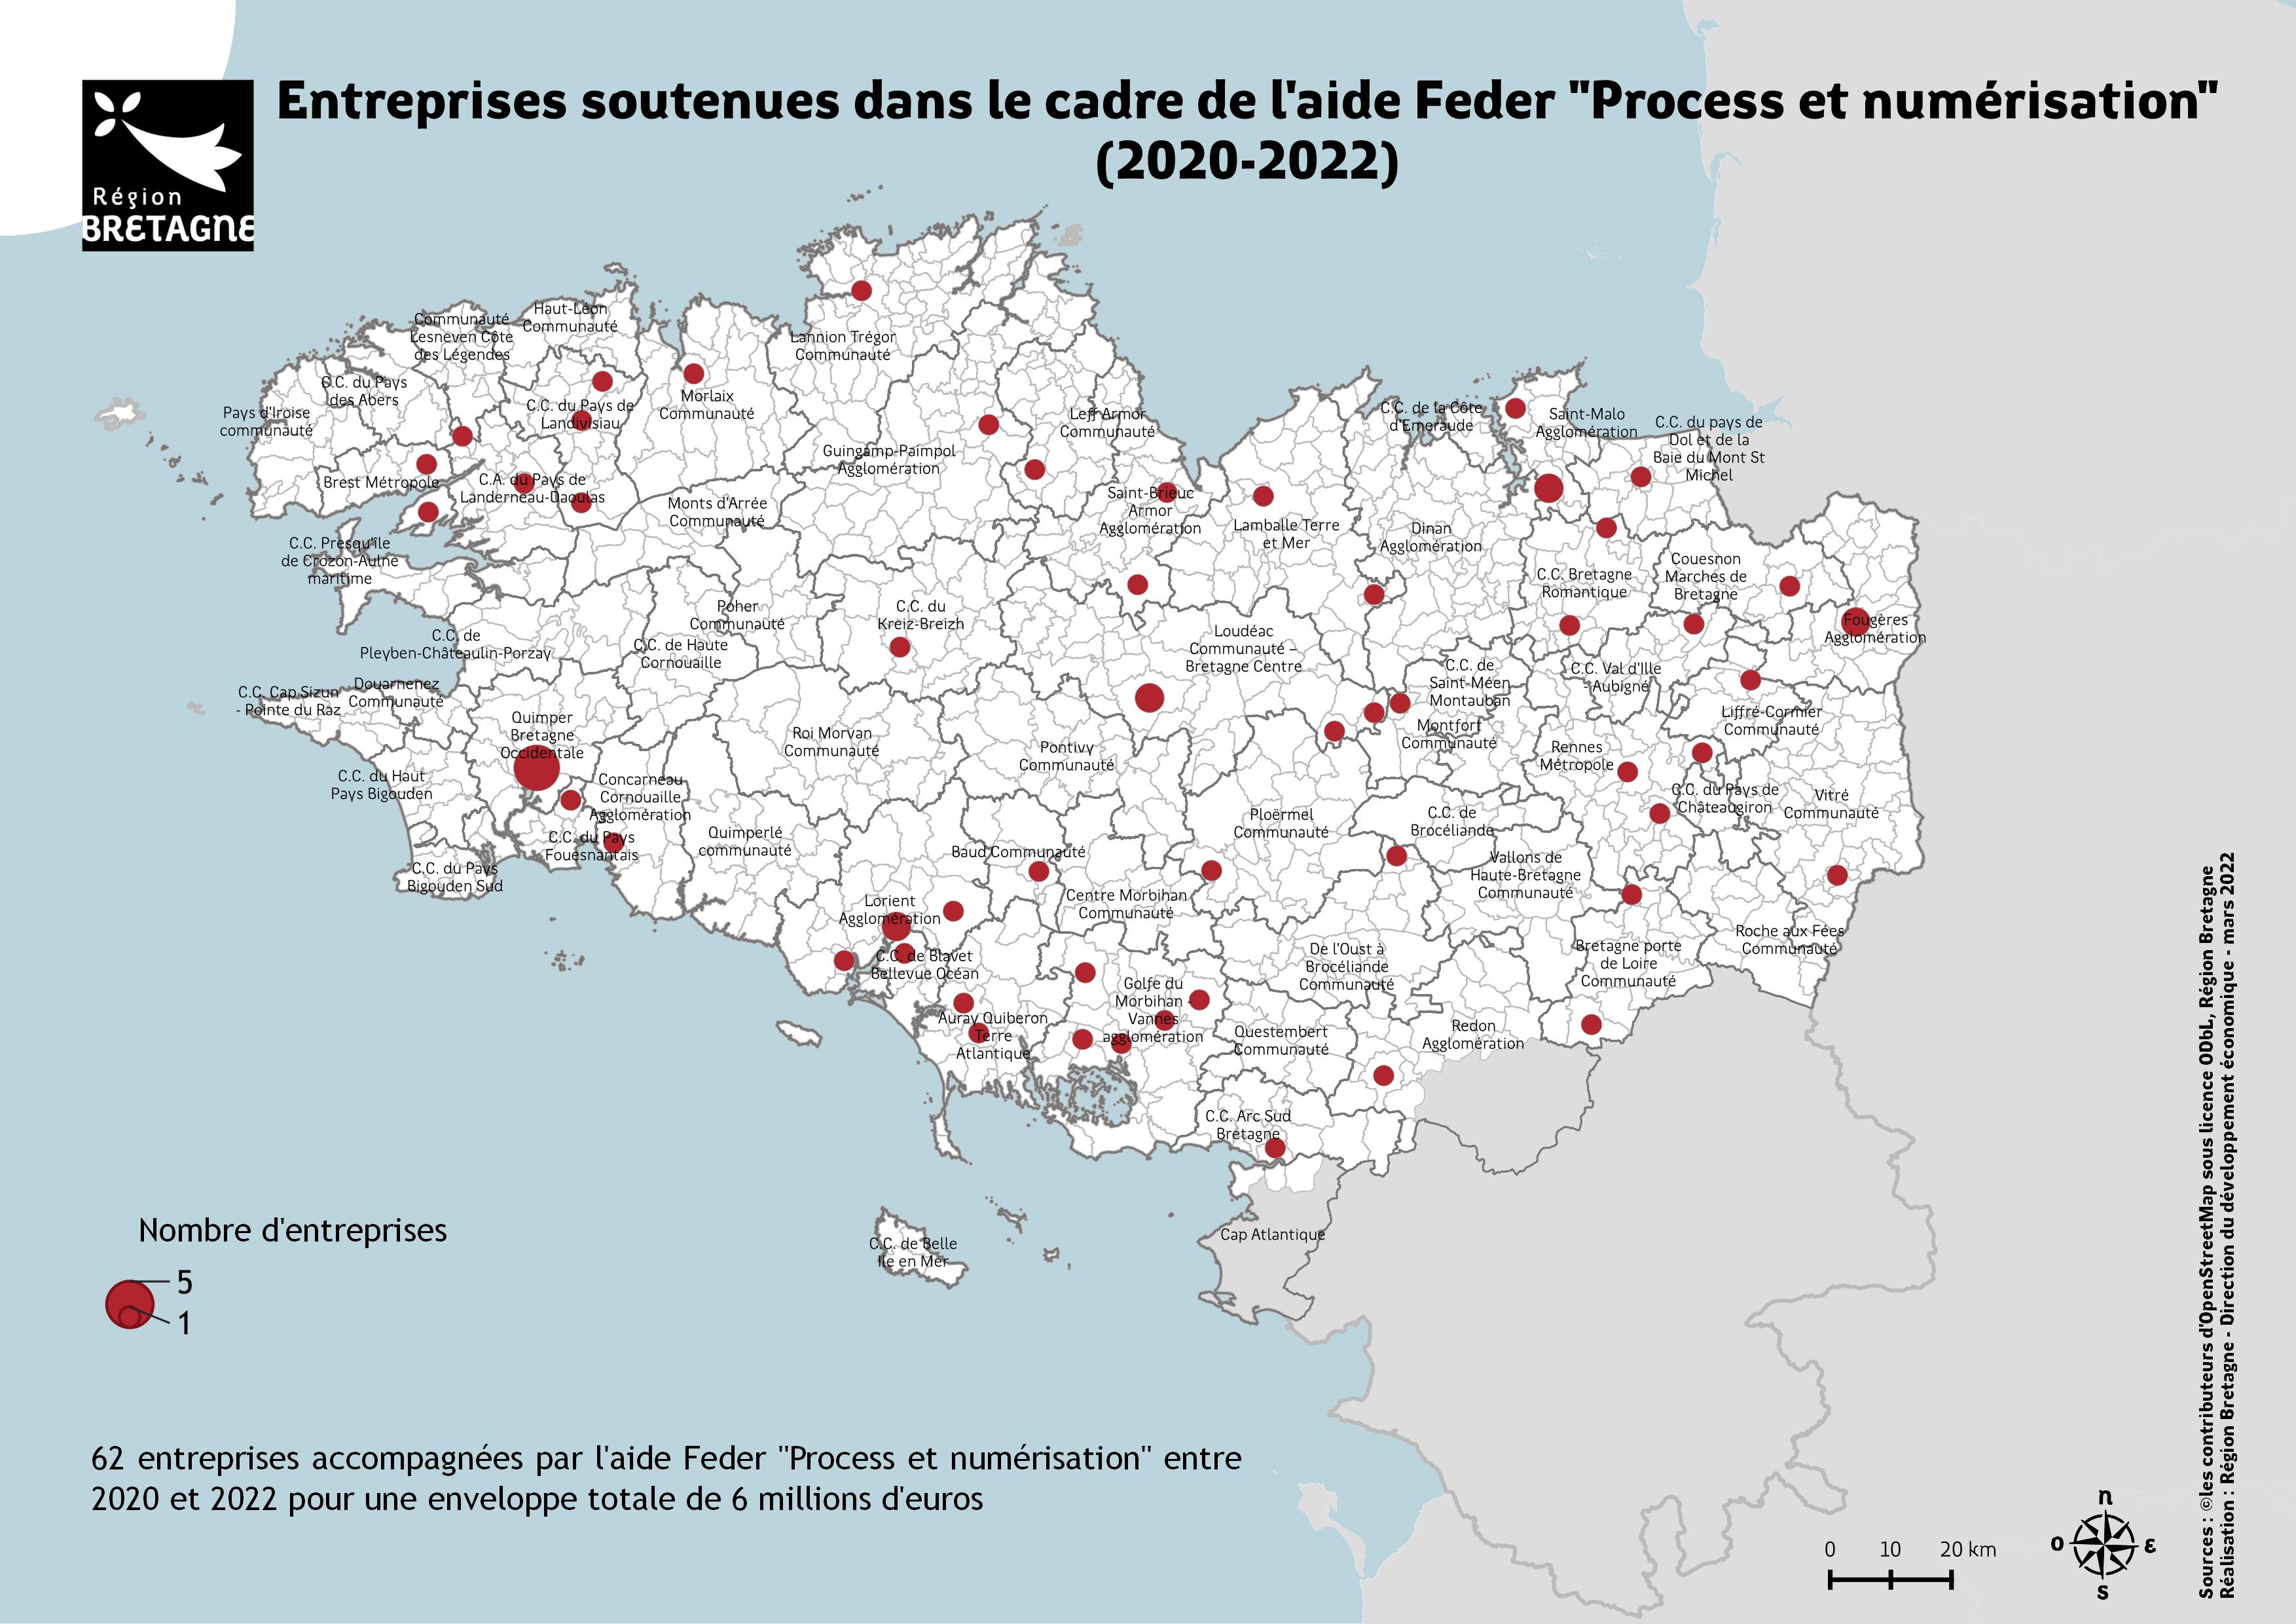 Entreprises soutenues dans le cadre de l'aide Feder "Process et numérisation"
(2020-2022)
Région
BRETAGNE
Haut-Léon
Communauté
Communauté
Lesneven Côte
des Légendes
Lannion Trégor
Communauté
C.C. du Pays
des Abers
Pays d'Iroise
communauté
C.C. du Pays de
Landivisiau
Morlaix
Communauté
Leff Armor
Communauté
C.C. de la Côte
d'Emeraude
Saint-Malo
Agglomération
C.C. du pays de
Dol et de la
Baie du Mont St
Michel
Guingamp-Paimpol
Agglomération
Brest Métropole
C.A. du Pays de
Landerneau-Daoulas
Monts d'Arrée
Communauté
Saint-Brieuc
Armor
Agglomération
Lamballe Terre
et Mer
Dinan
Agglomération
C.C. Presqu'île
de Crozon-Aulne
maritime
C.C. Bretagne
Romantique
Couesnon
Marches de
Bretagne
Poher
Communauté
C.C. du
Kreiz-Breizh
Fougères
Agglomération
C.C. de
Pleyben-Châteaulin-Porzay
C.C. de Haute
Cornouaille
Loudéac
Communauté –
Bretagne Centre
C.C. de
Saint-Méen
Montauban
C.C. Val d'Ille
- Aubigné
C.C. Cap Sizun
- Pointe du Raz
Douarnenez
Communauté
Quimper
Bretagne
Occidentale
Roi Morvan
Communauté
Pontivy
Communauté
Montfort
Communauté
Liffré-Cormier
Communauté
Rennes
Métropole
C.C. du Haut
Pays Bigouden
Concarneau
Cornouaille
Agglomération
C.C. du Pays de
Châteaugiron
Vitré
Communauté
Ploërmel
Communauté
C.C. de
Brocéliande
C.C. du Pays
Fouesnantais
Quimperlé
communauté
Baud Communauté
C.C. du Pays
Bigouden Sud
Vallons de
Haute-Bretagne
Communauté
Centre Morbihan
Communauté
Lorient
Agglomération
Roche aux Fées
Communauté
C.C. de Blavet
Bellevue Océan
De l'Oust à
Brocéliande
Communauté
Bretagne porte
de Loire
Communauté
Golfe du
Morbihan -
Vannes
agglomération
Auray Quiberon
Terre
Atlantique
Questembert
Communauté
Redon
Agglomération
C.C. Arc Sud
Bretagne
Cap Atlantique
C.C. de Belle
Ile en Mer
Nombre d'entreprises
5
1
62 entreprises accompagnées par l'aide Feder "Process et numérisation" entre
2020 et 2022 pour une enveloppe totale de 6 millions d'euros
0 10 20 km
n
o
ε
s
Sources : ©les contributeurs d'OpenStreetMap sous licence ODbL, Région Bretagne
Réalisation : Région Bretagne - Direction du développement économique - mars 2022